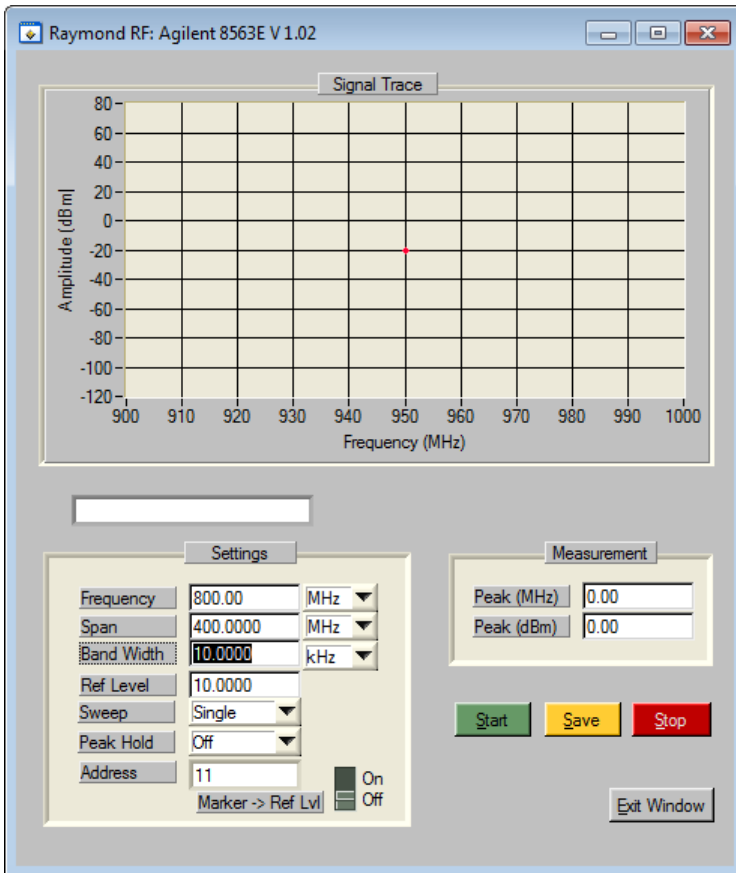 Raymond RF: Agilent 8563E V 1.02
Signal Trace
80
60
40
20
0
-20
-40
-60
-80
-100
-120
Amplitude [dBm]
900 910 920 930 940 950 960 970 980 990 1000
Frequency (MHz)
Settings
Frequency 800.00 MHz
Span 400.0000 MHz
Band Width 10.0000 kHz
Ref Level 10.0000
Sweep Single
Peak Hold Off
Address 11
Marker -> Ref Lvl
On
Off
Measurement
Peak (MHz) 0.00
Peak (dBm) 0.00
Start Save Stop
Exit Window